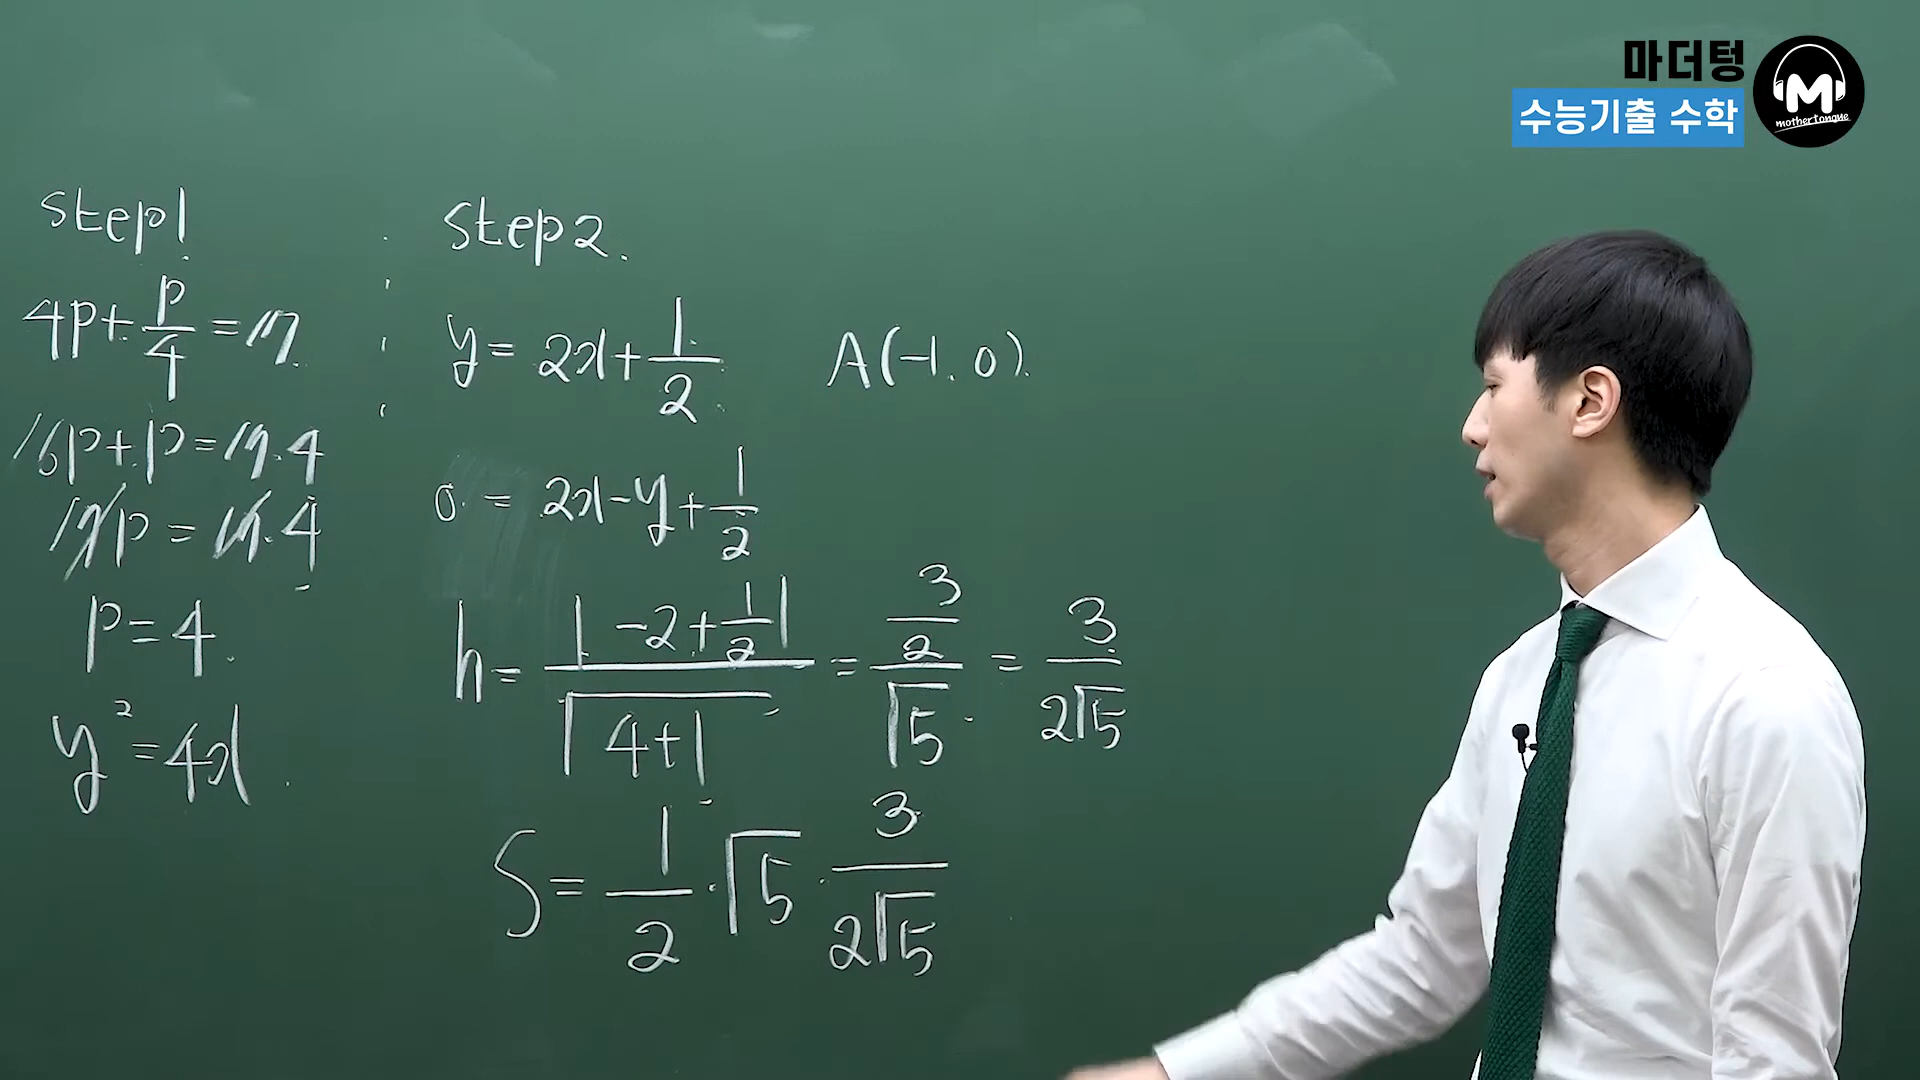 마더텅
수능기출 수학
M
mothertongue
step1
4p+p/4=17
16p+p=17.4
17p=17.4
p=4
y²=4x
step2.
y=2x+1/2
A(-1.0)
0=2x-y+1/2
h=|-2+1/2|/√(4+1)=(3/2)/√5=3/(2√5)
S=1/2·√5·3/(2√5)